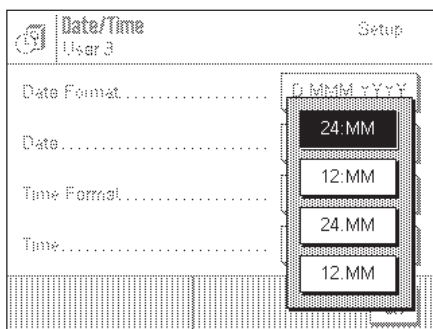 Date/Time
User 3
Setup
Date Format....................
D.MMM YYYY
Date.............................
Time Format....................
Time.............................
24:MM
12:MM
24.MM
12.MM